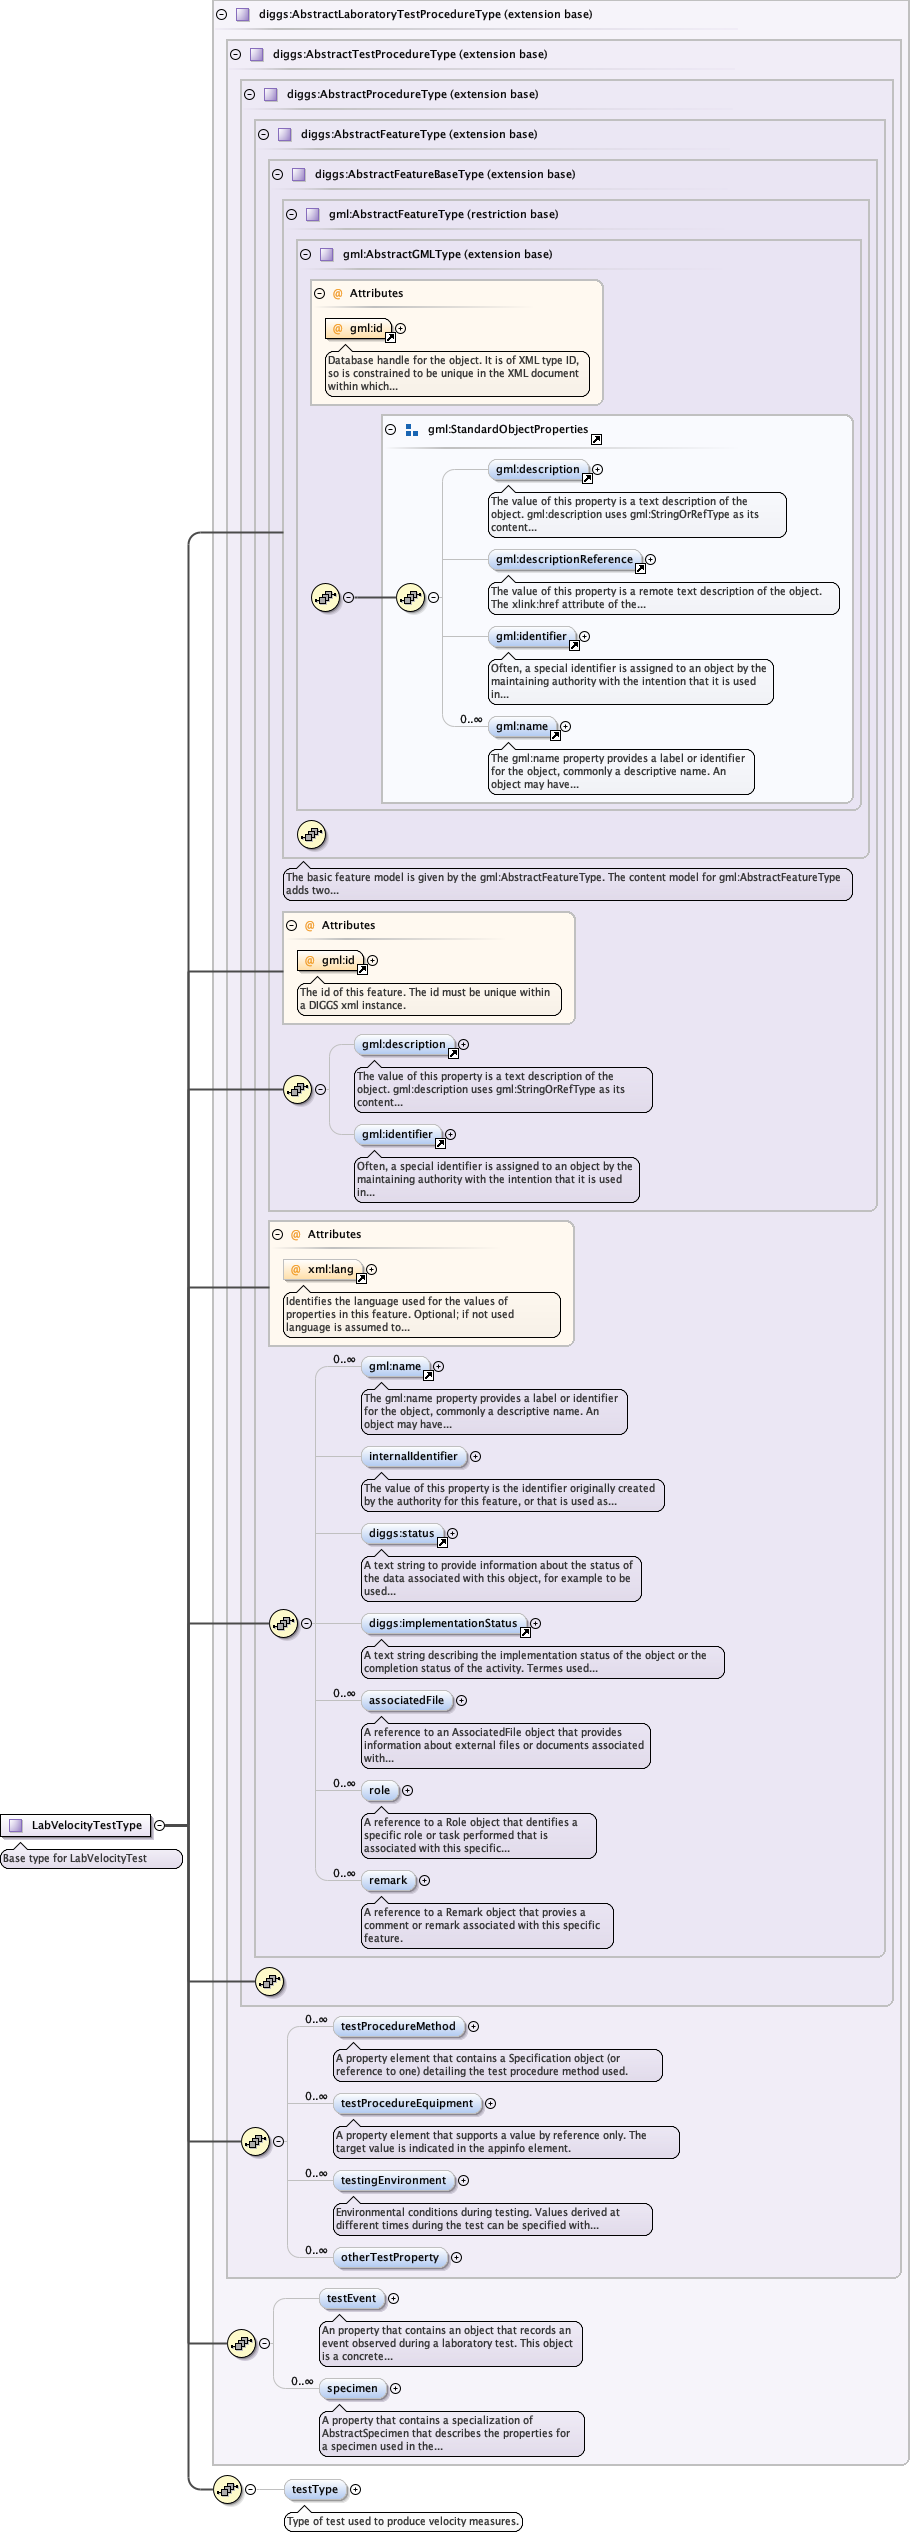 diggs:AbstractLaboratoryTestProcedureType (extension base)
diggs:AbstractTestProcedureType (extension base)
diggs:AbstractProcedureType (extension base)
diggs:AbstractFeatureType (extension base)
diggs:AbstractFeatureBaseType (extension base)
gml:AbstractFeatureType (restriction base)
gml:AbstractGMLType (extension base)
@ Attributes
@ gml:id
Database handle for the object. It is of XML type ID,
so is constrained to be unique in the XML document
within which...
gml:StandardObjectProperties
gml:description
The value of this property is a text description of the
object. gml:description uses gml:StringOrRefType as its
content...
gml:descriptionReference
The value of this property is a remote text description of the object.
The xlink:href attribute of the...
gml:identifier
Often, a special identifier is assigned to an object by the
maintaining authority with the intention that it is used
in...
0..∞
gml:name
The gml:name property provides a label or identifier
for the object, commonly a descriptive name. An
object may have...
The basic feature model is given by the gml:AbstractFeatureType. The content model for gml:AbstractFeatureType
adds two...
@ Attributes
@ gml:id
The id of this feature. The id must be unique within
a DIGGS xml instance.
gml:description
The value of this property is a text description of the
object. gml:description uses gml:StringOrRefType as its
content...
gml:identifier
Often, a special identifier is assigned to an object by the
maintaining authority with the intention that it is used
in...
@ Attributes
@ xml:lang
Identifies the language used for the values of
properties in this feature. Optional; if not used
language is assumed to...
0..∞
gml:name
The gml:name property provides a label or identifier
for the object, commonly a descriptive name. An
object may have...
internalIdentifier
The value of this property is the identifier originally created
by the authority for this feature, or that is used as...
diggs:status
A text string to provide information about the status of
the data associated with this object, for example to be
used...
diggs:implementationStatus
A text string describing the implementation status of the object or the
completion status of the activity. Termes used...
0..∞
associatedFile
A reference to an AssociatedFile object that provides
information about external files or documents associated
with...
0..∞
role
A reference to a Role object that dentifies a
specific role or task performed that is
associated with this specific...
LabVelocityTestType
Base type for LabVelocityTest
0..∞
remark
A reference to a Remark object that provies a
comment or remark associated with this specific
feature.
0..∞
testProcedureMethod
A property element that contains a Specification object (or
reference to one) detailing the test procedure method used.
0..∞
testProcedureEquipment
A property element that supports a value by reference only. The
target value is indicated in the appinfo element.
0..∞
testingEnvironment
Environmental conditions during testing. Values derived at
different times during the test can be specified with...
0..∞
otherTestProperty
testEvent
An property that contains an object that records an
event observed during a laboratory test. This object
is a concrete...
0..∞
specimen
A property that contains a specialization of
AbstractSpecimen that describes the properties for
a specimen used in the...
testType
Type of test used to produce velocity measures.